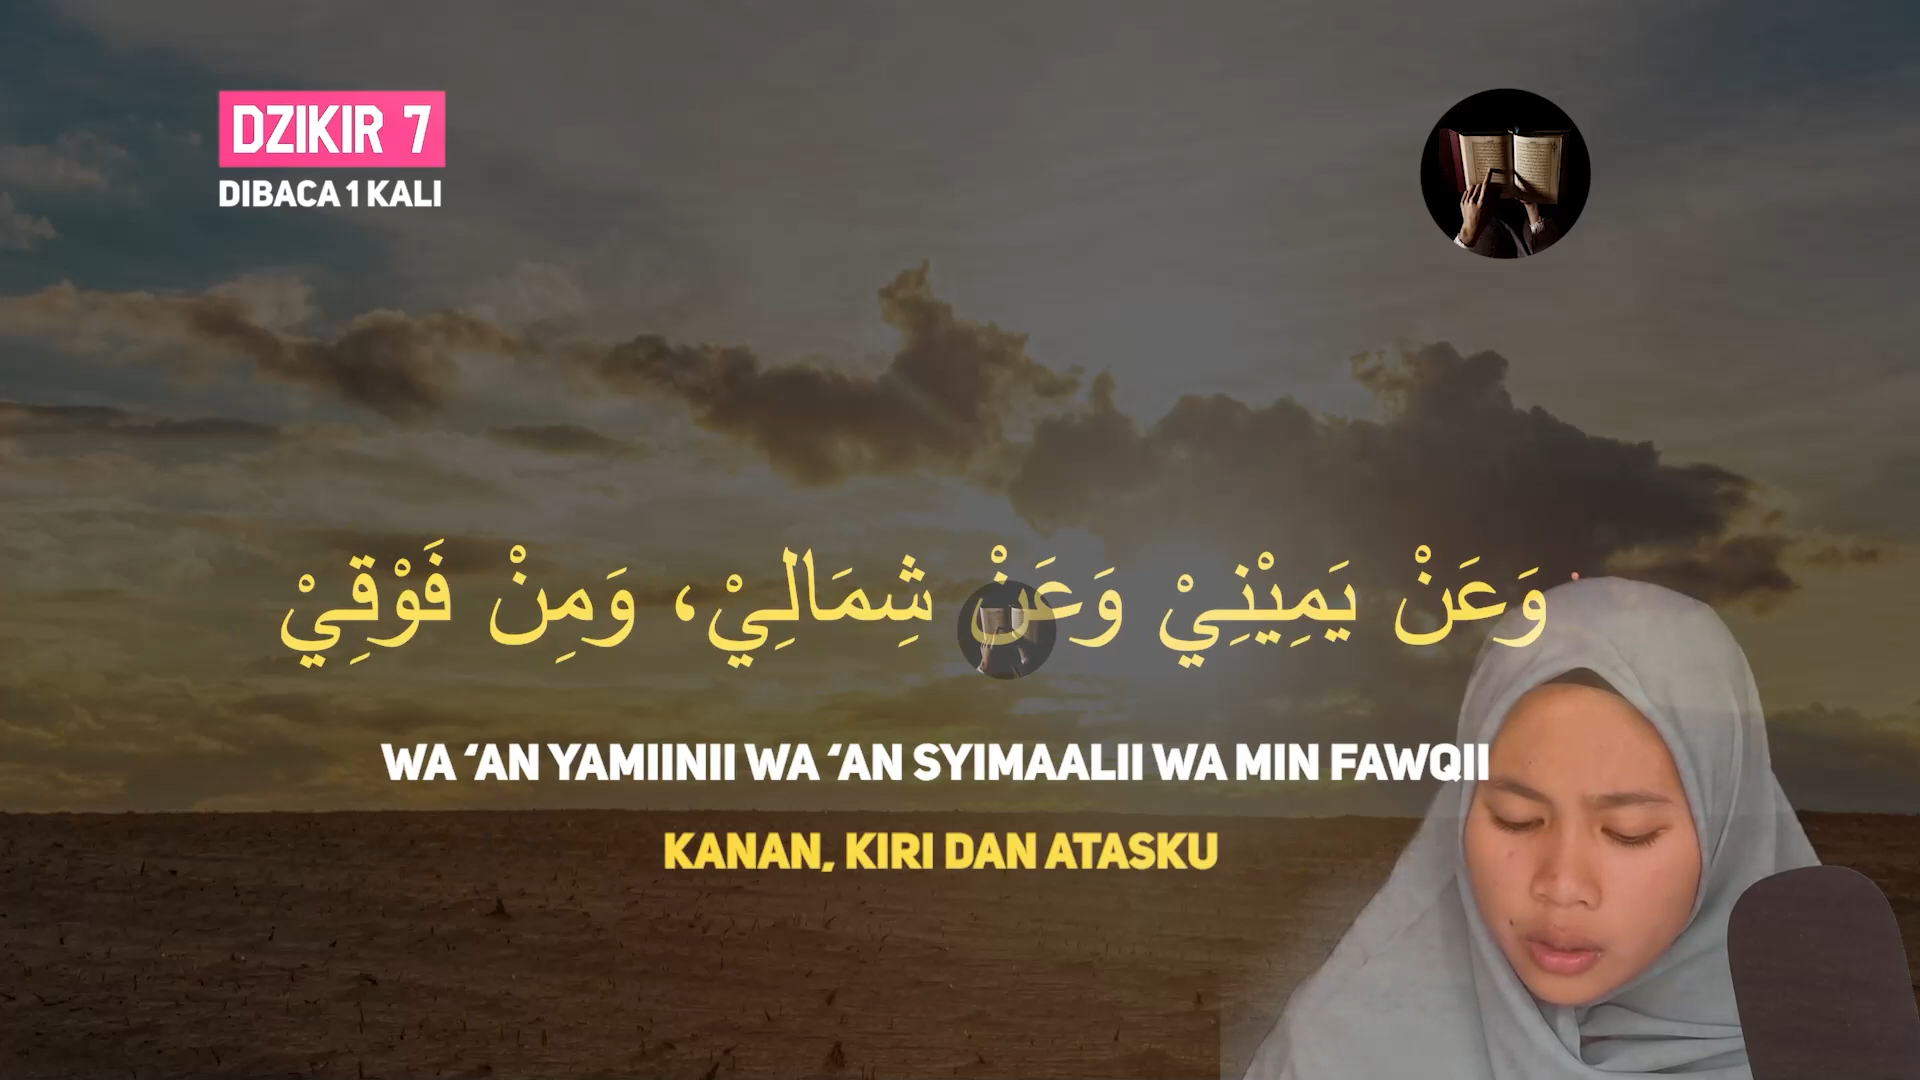 DZIKIR 7
DIBACA 1 KALI
وَعَنْ يَمِيْنِيْ وَعَنْ شِمَالِيْ، وَمِنْ فَوْقِيْ
WA ‘AN YAMIINII WA ‘AN SYIMAALII WA MIN FAWQII
KANAN, KIRI DAN ATASKU